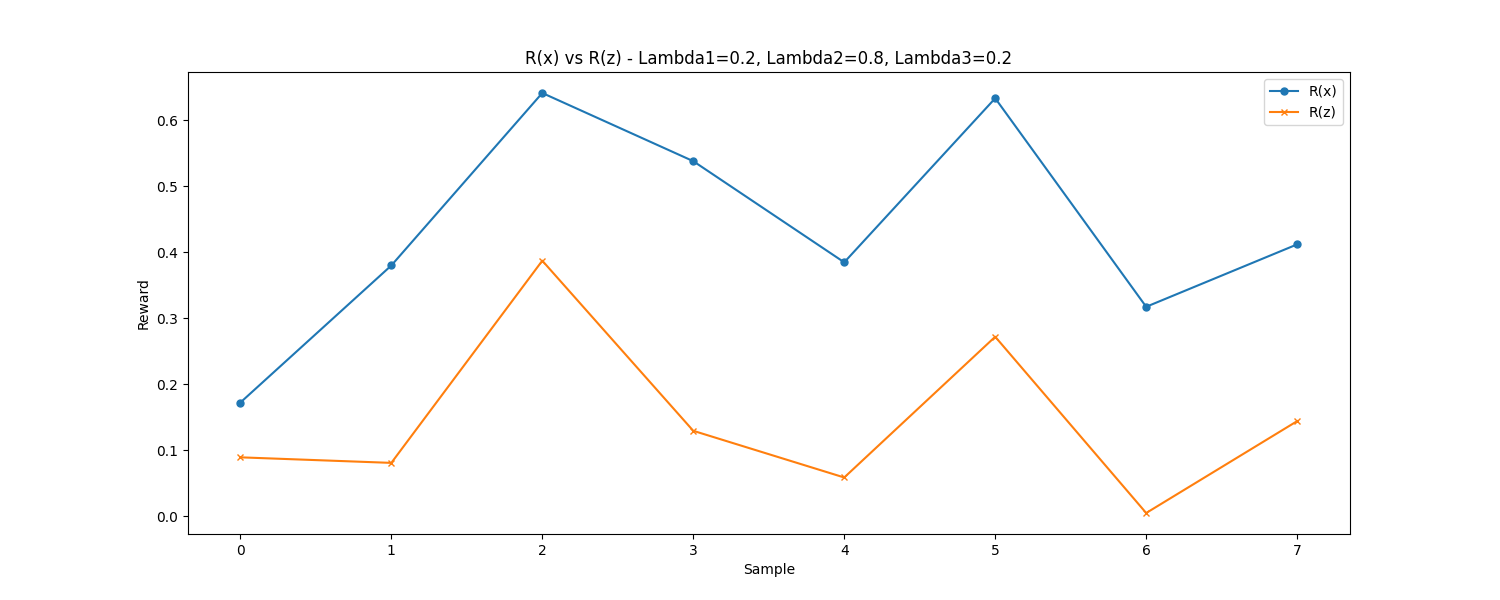 R(x) vs R(z) - Lambda1=0.2, Lambda2=0.8, Lambda3=0.2
R(x)
R(z)
0.6
0.5
0.4
0.3
0.2
0.1
0.0
Reward
0 1 2 3 4 5 6 7
Sample